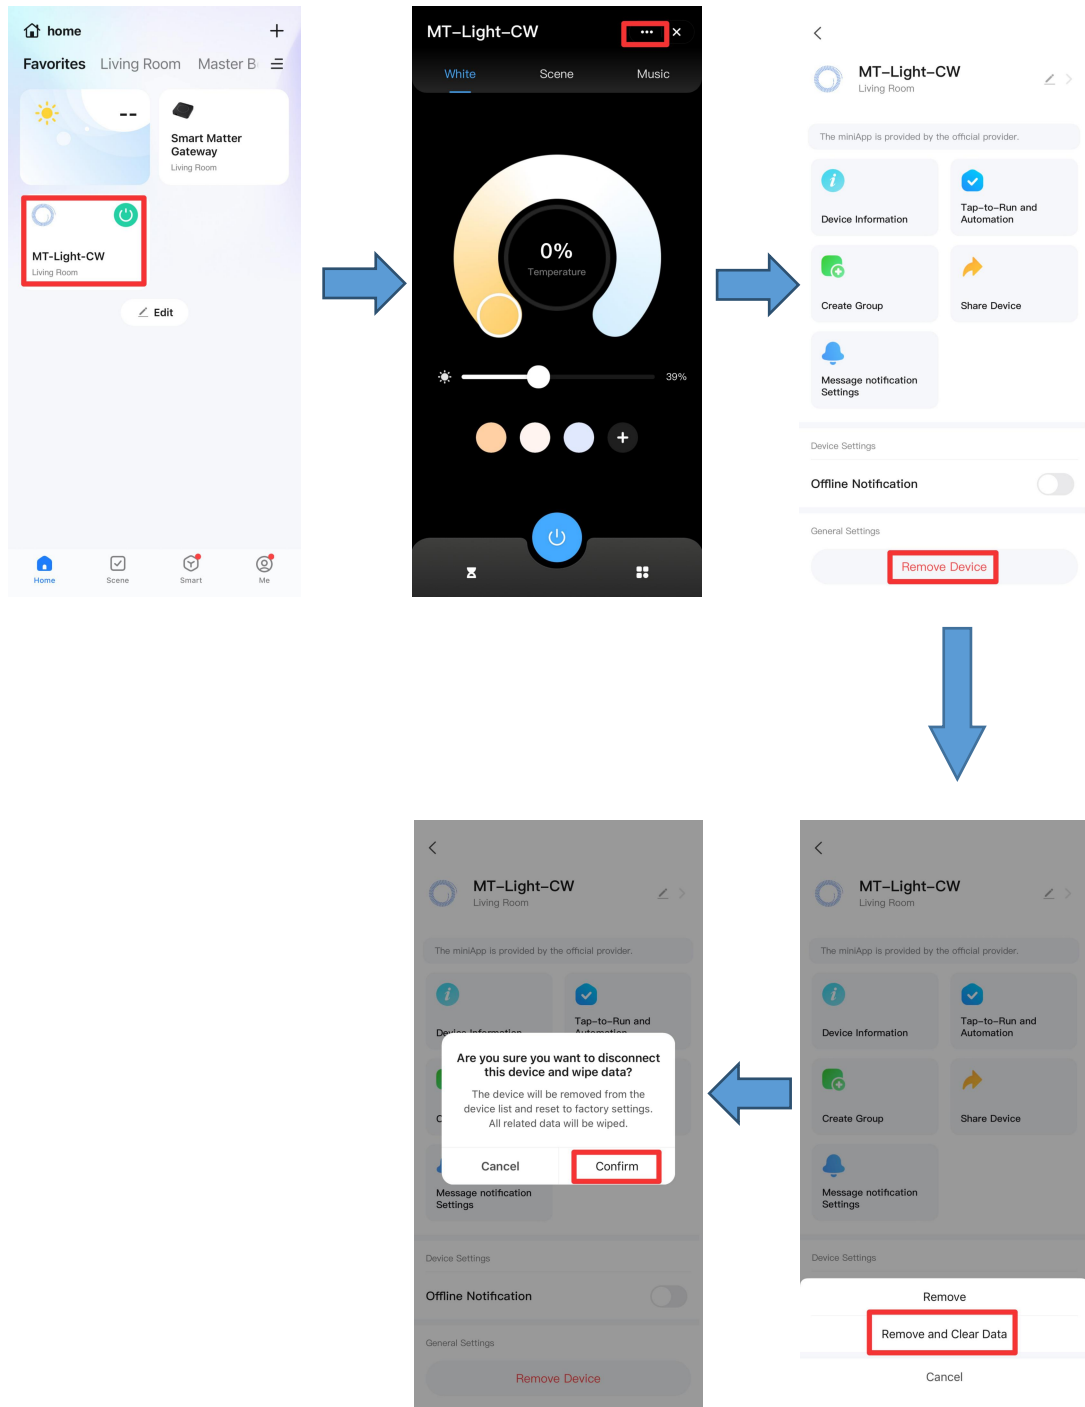 home
Favorites Living Room Master B
--
Smart Matter
Gateway
Living Room
MT-Light-CW
Living Room
Edit
Home Scene Smart Me
MT-Light-CW
White Scene Music
0%
Temperature
39%
MT-Light-CW
Living Room
The miniApp is provided by the official provider.
Device Information
Tap-to-Run and
Automation
Create Group
Share Device
Message notification
Settings
Device Settings
Offline Notification
General Settings
Remove Device
MT-Light-CW
Living Room
The miniApp is provided by the official provider.
Device Information
Tap-to-Run and
Automation
Create Group
Share Device
Message notification
Settings
Device Settings
Remove
Remove and Clear Data
Cancel
MT-Light-CW
Living Room
The miniApp is provided by the official provider.
Device Information
Tap-to-Run and
Automation
Are you sure you want to disconnect
this device and wipe data?
The device will be removed from the
device list and reset to factory settings.
All related data will be wiped.
Cancel Confirm
Message notification
Settings
Device Settings
Offline Notification
General Settings
Remove Device